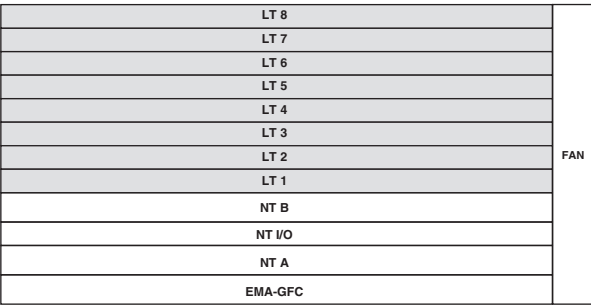 LT 8
LT 7
LT 6
LT 5
LT 4
LT 3
LT 2
LT 1
NT B
NT I/O
NT A
EMA-GFC
FAN